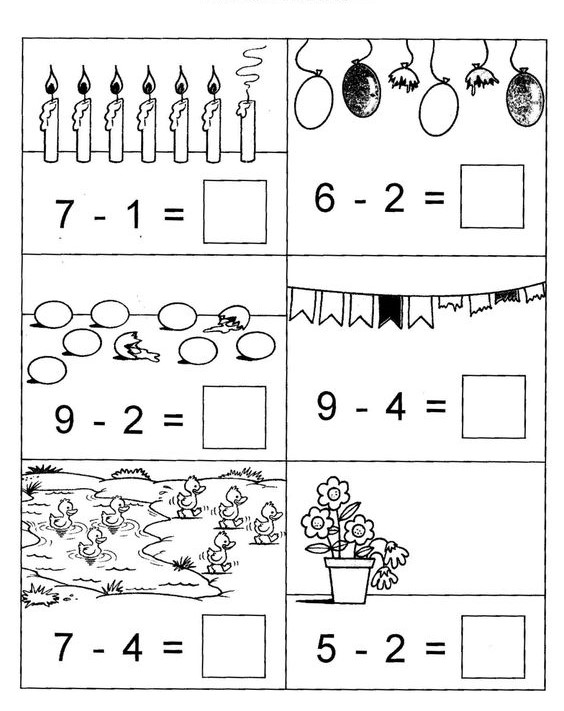 7 - 1 =
6 - 2 =
9 - 2 =
9 - 4 =
7 - 4 =
5 - 2 =